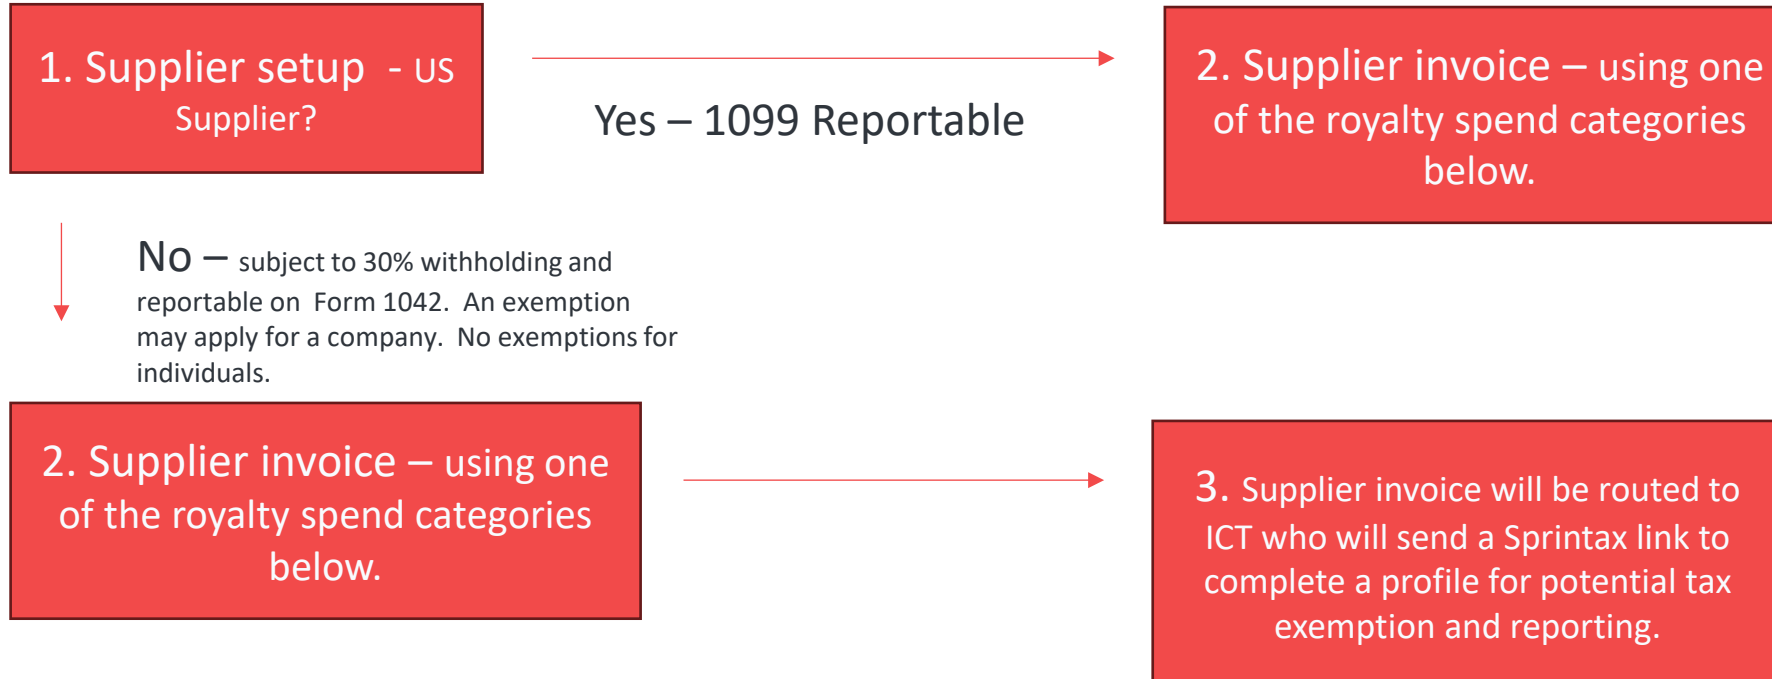 1. Supplier setup - US
Supplier?
Yes – 1099 Reportable
2. Supplier invoice – using one
of the royalty spend categories
below.
No – subject to 30% withholding and
reportable on Form 1042. An exemption
may apply for a company. No exemptions for
individuals.
2. Supplier invoice – using one
of the royalty spend categories
below.
3. Supplier invoice will be routed to
ICT who will send a Sprintax link to
complete a profile for potential tax
exemption and reporting.